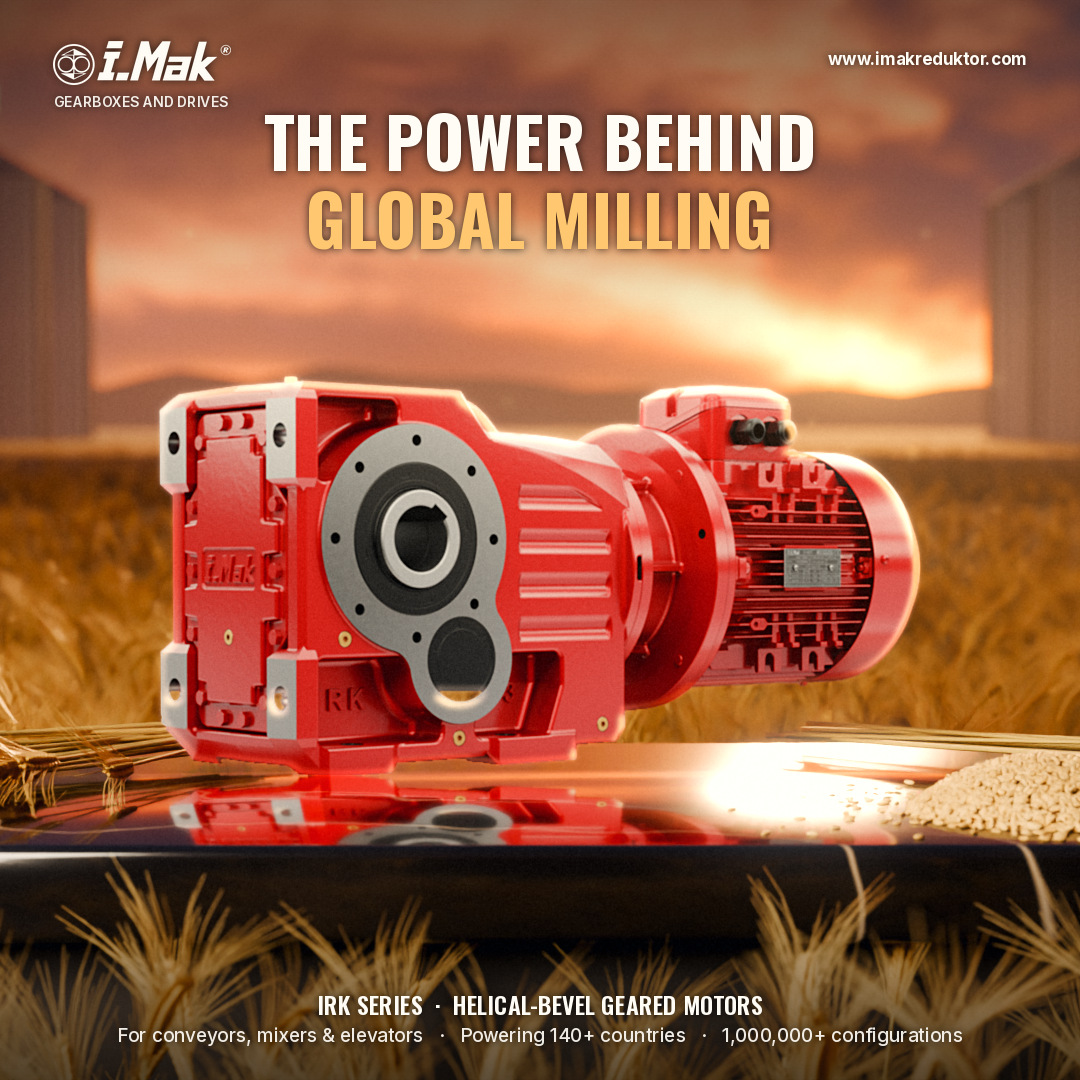 i.Mak®
www.imakreduktor.com
GEARBOXES AND DRIVES
THE POWER BEHIND
GLOBAL MILLING
i.Mak
RK
IRK SERIES · HELICAL-BEVEL GEARED MOTORS
For conveyors, mixers & elevators · Powering 140+ countries · 1,000,000+ configurations